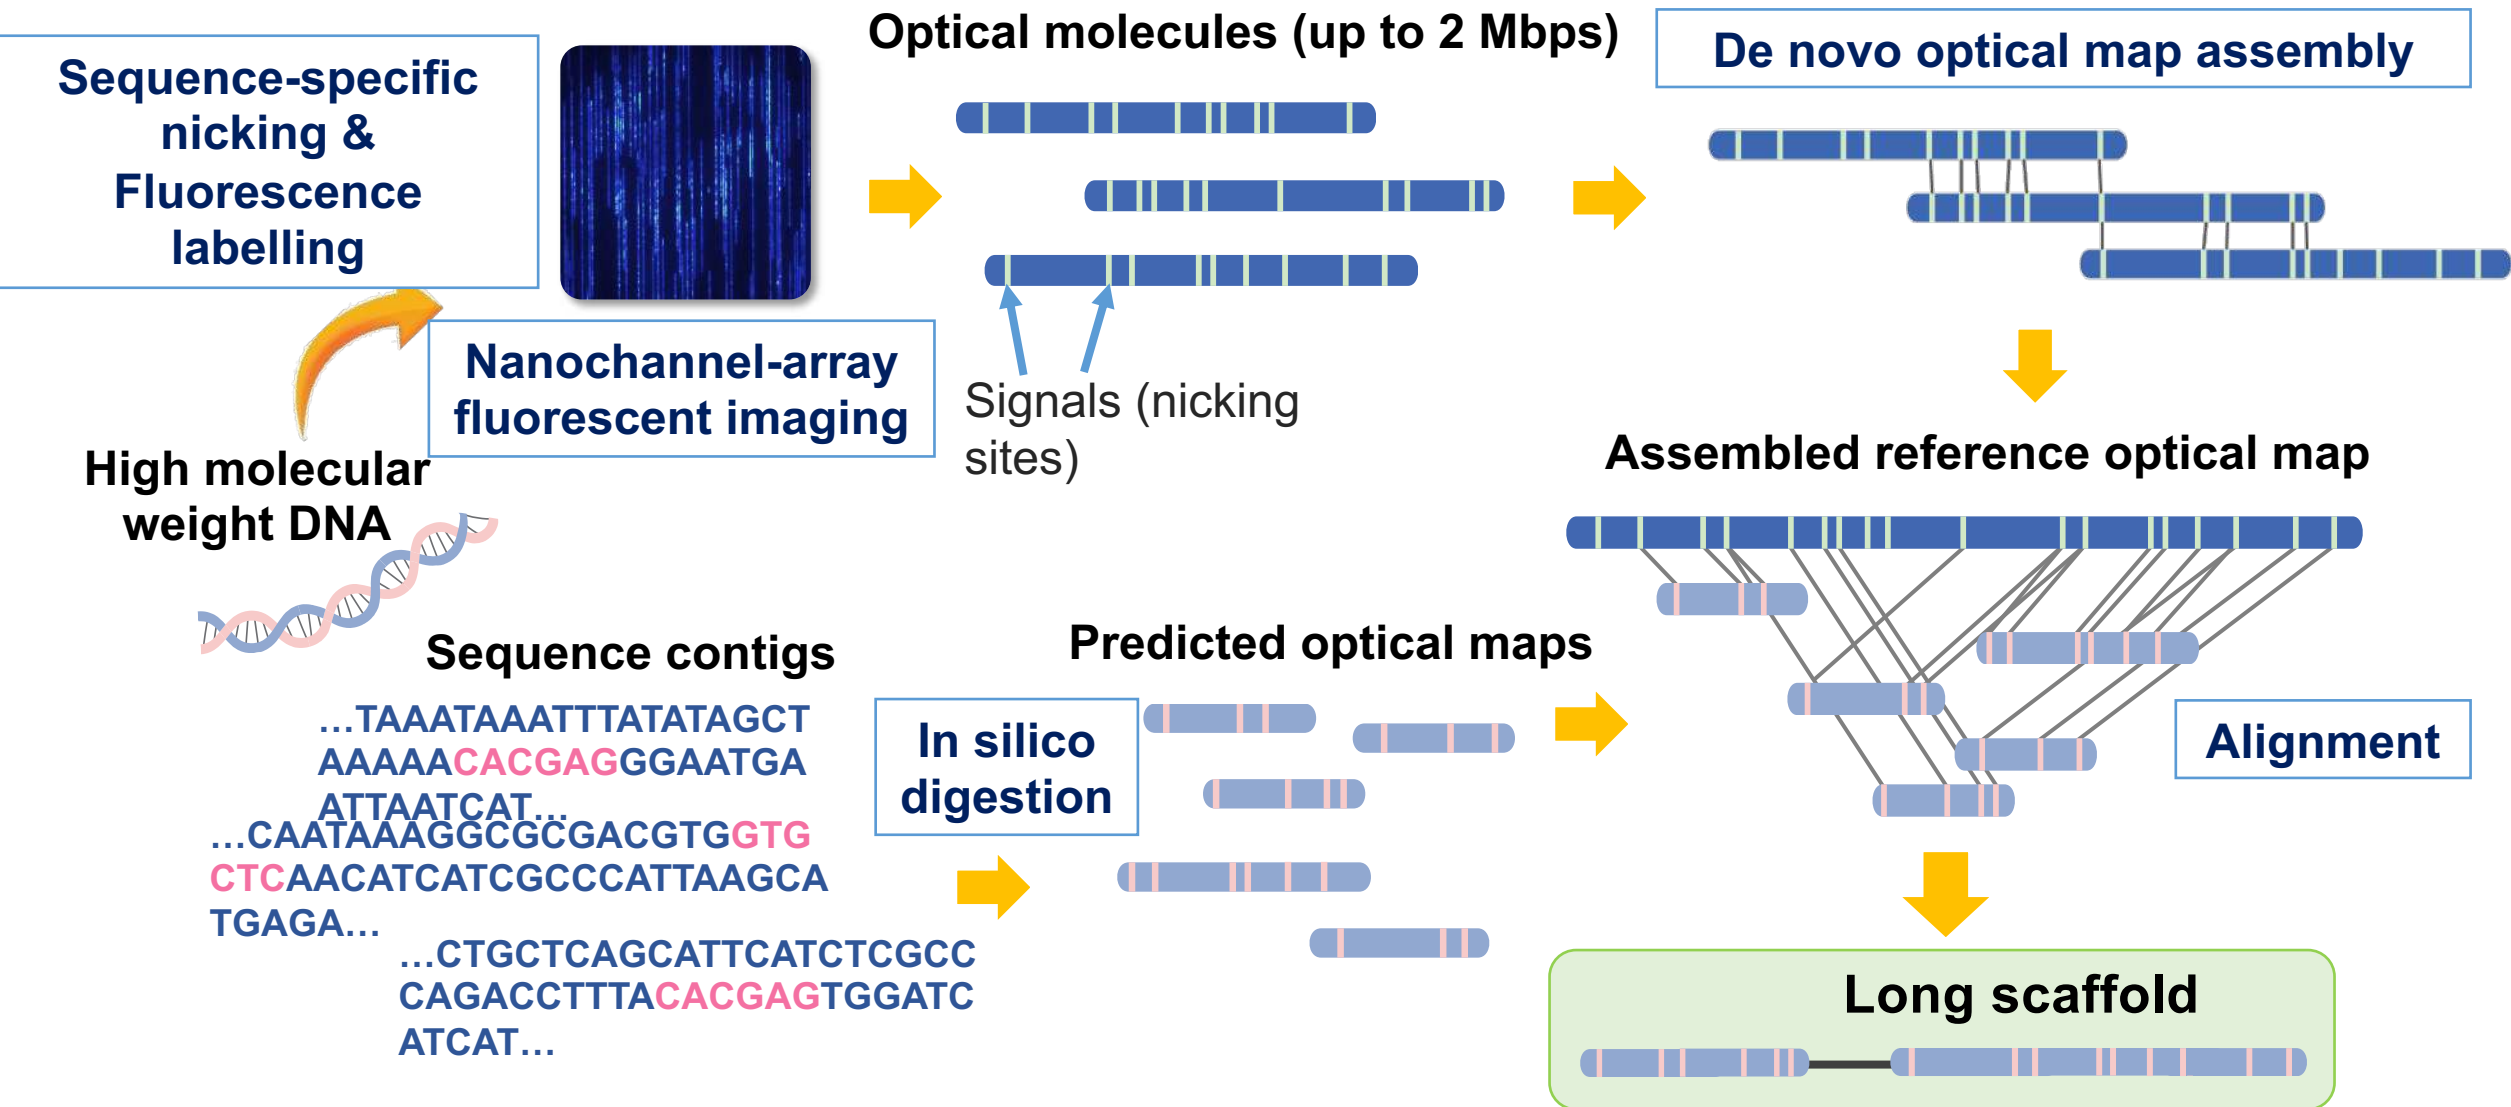 Sequence-specific
nicking &
Fluorescence
labelling
Optical molecules (up to 2 Mbps)
De novo optical map assembly
Nanochannel-array
fluorescent imaging
Signals (nicking
sites)
High molecular
weight DNA
Assembled reference optical map
Sequence contigs
…TAAATAAATTTATATAGCT
AAAAACACGAGGGAATGA
ATTAATCAT…
…CAATAAAGGCGCGACGTGGTG
CTCAACATCATCGCCCATTAAGCA
TGAGA…
…CTGCTCAGCATTCATCTCGCC
CAGACCTTTACACGAGTGGATC
ATCAT…
In silico
digestion
Predicted optical maps
Alignment
Long scaffold